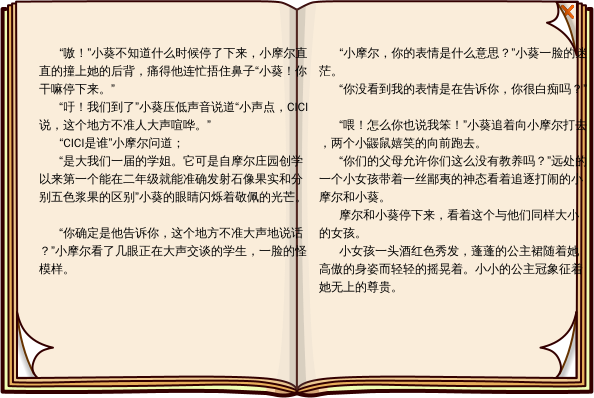 “嗷！”小葵不知道什么时候停了下来，小摩尔直
直的撞上她的后背，痛得他连忙捂住鼻子“小葵！你
干嘛停下来。”
“吁！我们到了”小葵压低声音说道“小声点，CICI
说，这个地方不准人大声喧哗。”
“CICI是谁”小摩尔问道；
“是大我们一届的学姐。它可是自摩尔庄园创学
以来第一个能在二年级就能准确发射石像果实和分
别五色浆果的区别”小葵的眼睛闪烁着敬佩的光芒。
“你确定是他告诉你，这个地方不准大声地说话
？”小摩尔看了几眼正在大声交谈的学生，一脸的怪
模样。
“小摩尔，你的表情是什么意思？”小葵一脸的迷
茫。
“你没看到我的表情是在告诉你，你很白痴吗？”
“喂！怎么你也说我笨！”小葵追着向小摩尔打去
，两个小鼹鼠嬉笑的向前跑去。
“你们的父母允许你们这么没有教养吗？”远处的
一个小女孩带着一丝鄙夷的神态看着追逐打闹的小
摩尔和小葵。
摩尔和小葵停下来，看着这个与他们同样大小
的女孩。
小女孩一头酒红色秀发，蓬蓬的公主裙随着她
高傲的身姿而轻轻的摇晃着。小小的公主冠象征着
她无上的尊贵。